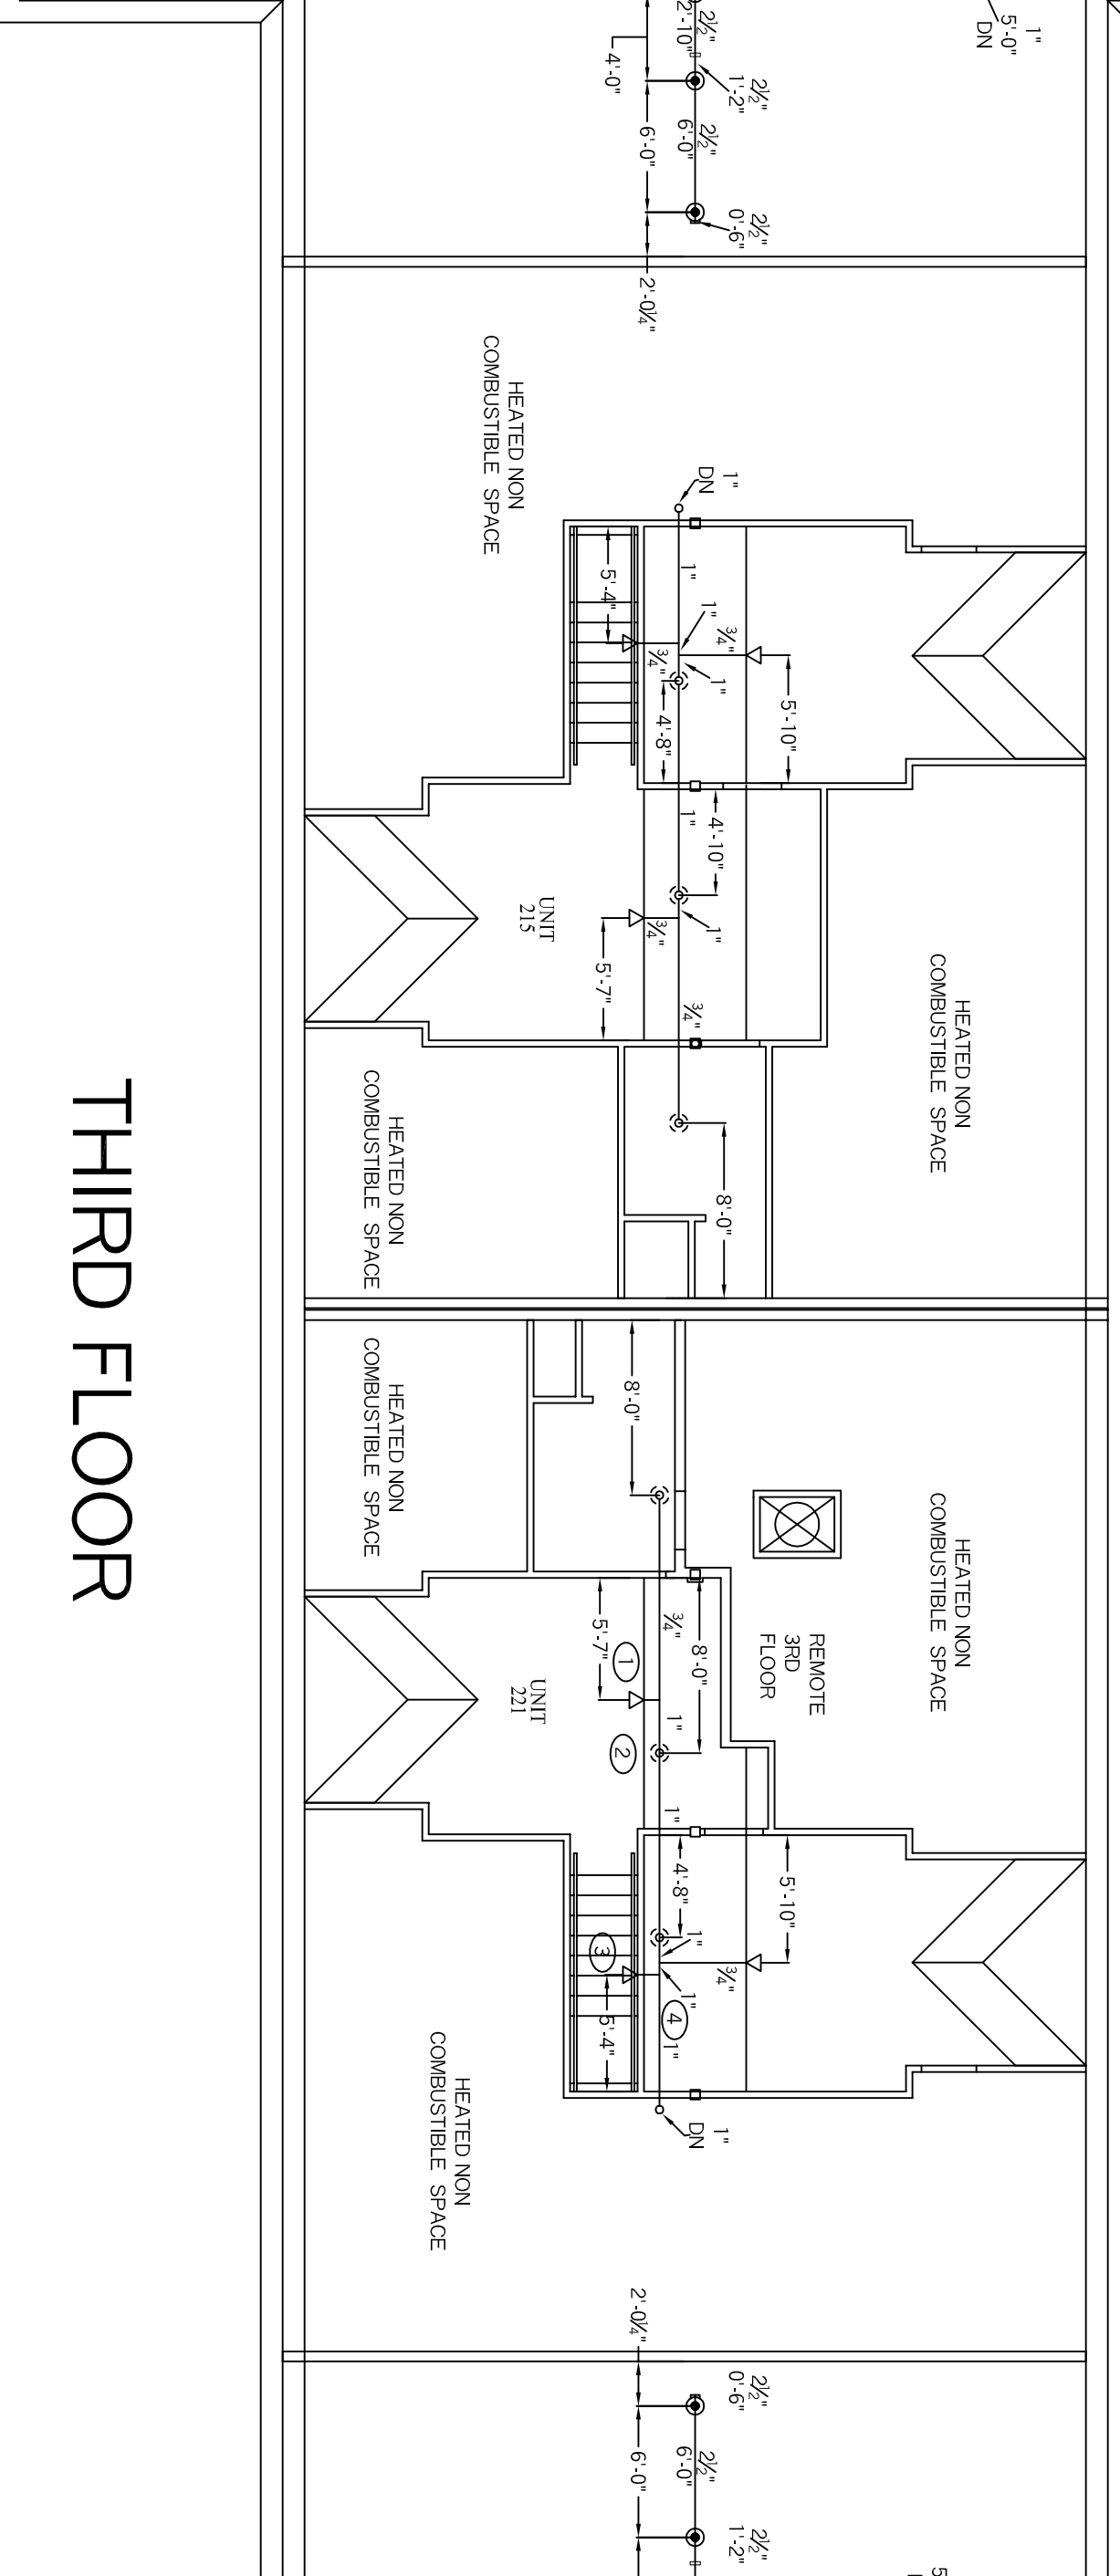 1"
5'-0"
DN
2½"
2'-10"
2½"
1'-2"
4'-0"
2½"
6'-0"
6'-0"
2½"
0'-6"
2'-0¼"
HEATED NON
COMBUSTIBLE SPACE
1"
DN
1"
5'-4"
1"
¾"
¾"
1"
4'-8"
5'-10"
1"
4'-10"
UNIT
215
1"
¾"
5'-7"
¾"
HEATED NON
COMBUSTIBLE SPACE
HEATED NON
COMBUSTIBLE SPACE
8'-0"
THIRD FLOOR
HEATED NON
COMBUSTIBLE SPACE
8'-0"
HEATED NON
COMBUSTIBLE SPACE
REMOTE
3RD
FLOOR
¾"
8'-0"
5'-7"
1
UNIT
221
1"
2
1"
4'-8"
5'-10"
1"
3
¾"
1"
4
1"
5'-4"
1"
DN
HEATED NON
COMBUSTIBLE SPACE
2'-0¼"
2½"
0'-6"
2½"
6'-0"
6'-0"
2½"
1'-2"
5